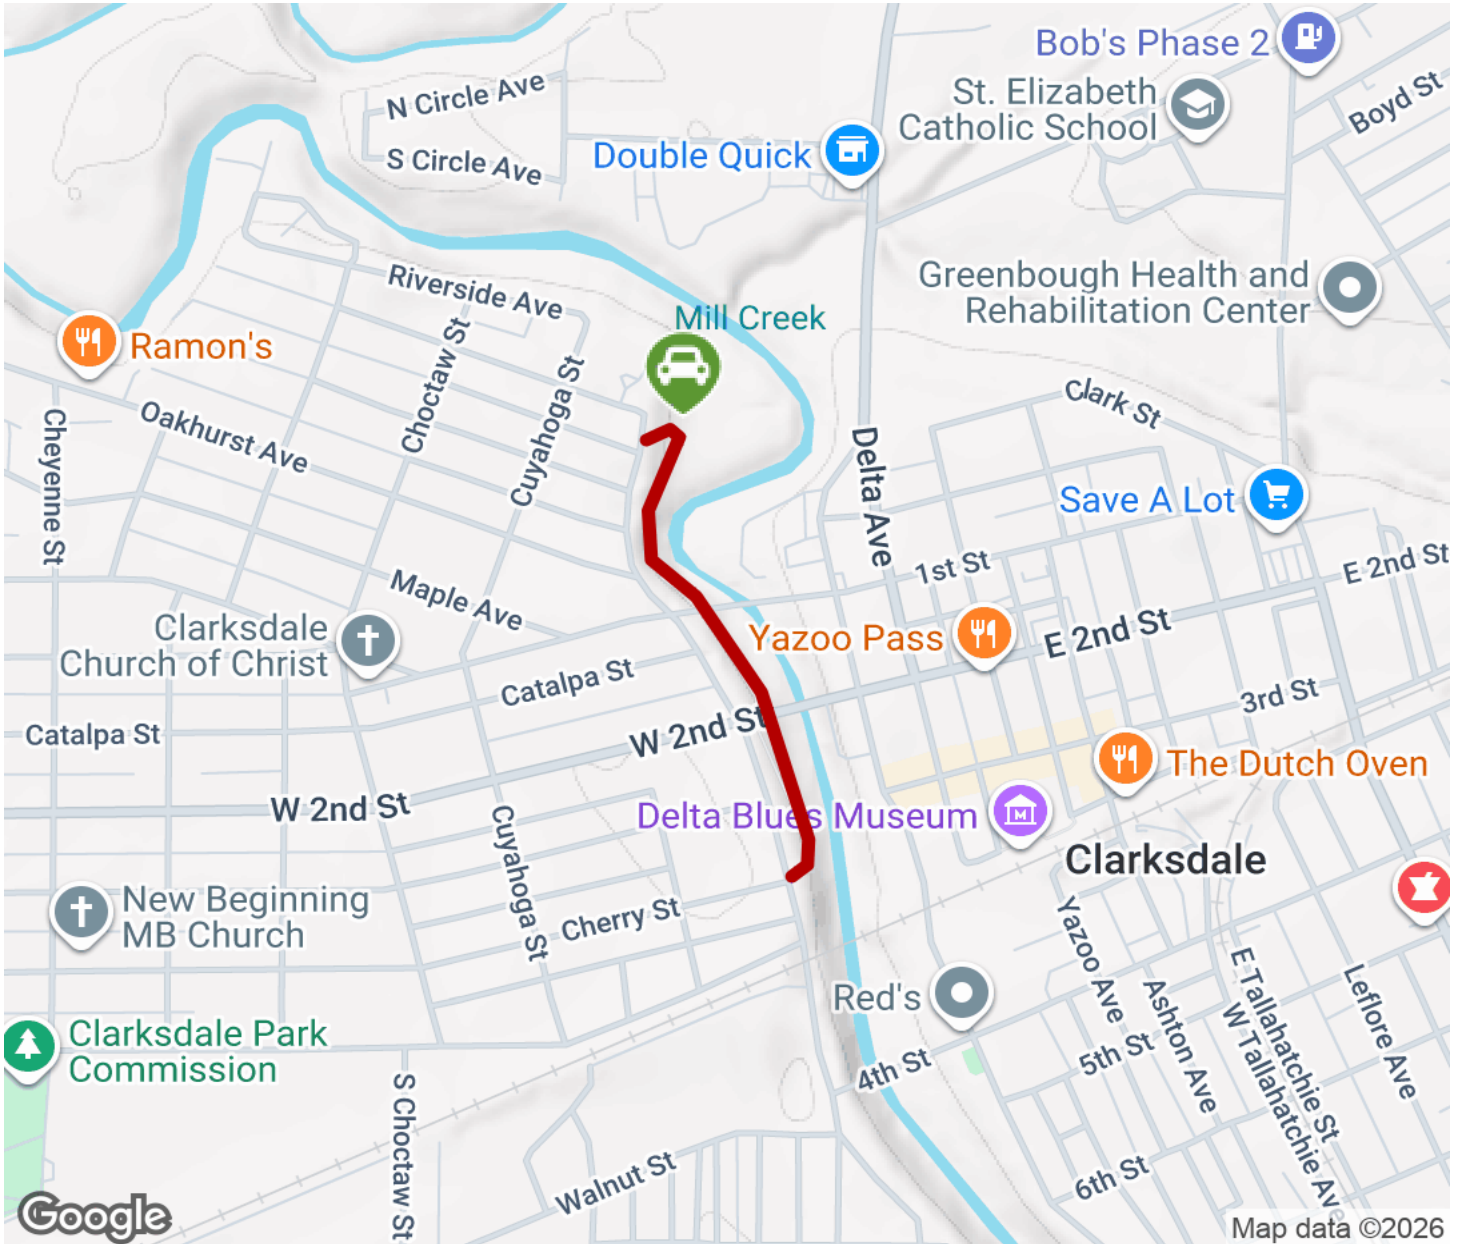 Bob's Phase 2
Boyd St
N Circle Ave
St. Elizabeth
Catholic School
S Circle Ave
Double Quick
Riverside Ave
Greenbough Health and
Rehabilitation Center
Mill Creek
Ramon's
Choctaw St
Cuyahoga St
Clark St
Oakhurst Ave
Cheyenne St
Delta Ave
Save A Lot
1st St
E 2nd St
Maple Ave
Clarksdale
Church of Christ
Yazoo Pass
E 2nd St
Catalpa St
3rd St
Catalpa St
W 2nd St
The Dutch Oven
W 2nd St
Delta Blues Museum
Cuyahoga St
Clarksdale
New Beginning
MB Church
Cherry St
Yazoo Ave
Red's
Ashton Ave
E Tallahatchie St
W Tallahatchie Ave
Leflore Ave
Clarksdale Park
Commission
4th St
5th St
S Choctaw St
Walnut St
6th St
Google
Map data ©2026